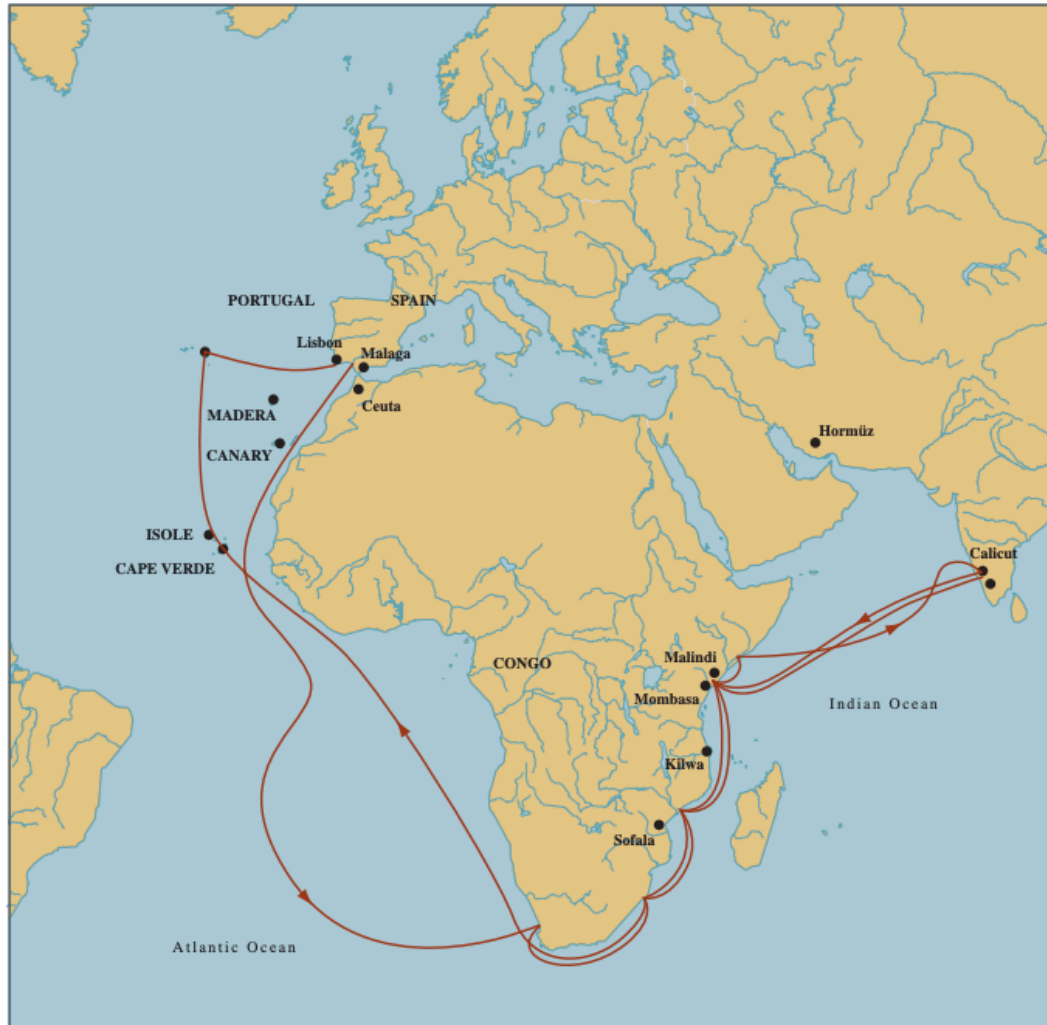 PORTUGAL
SPAIN
Lisbon
Malaga
MADERA
Ceuta
CANARY
Hormüz
ISOLE
CAPE VERDE
Calicut
CONGO
Malindi
Mombasa
Indian Ocean
Kilwa
Sofala
Atlantic Ocean